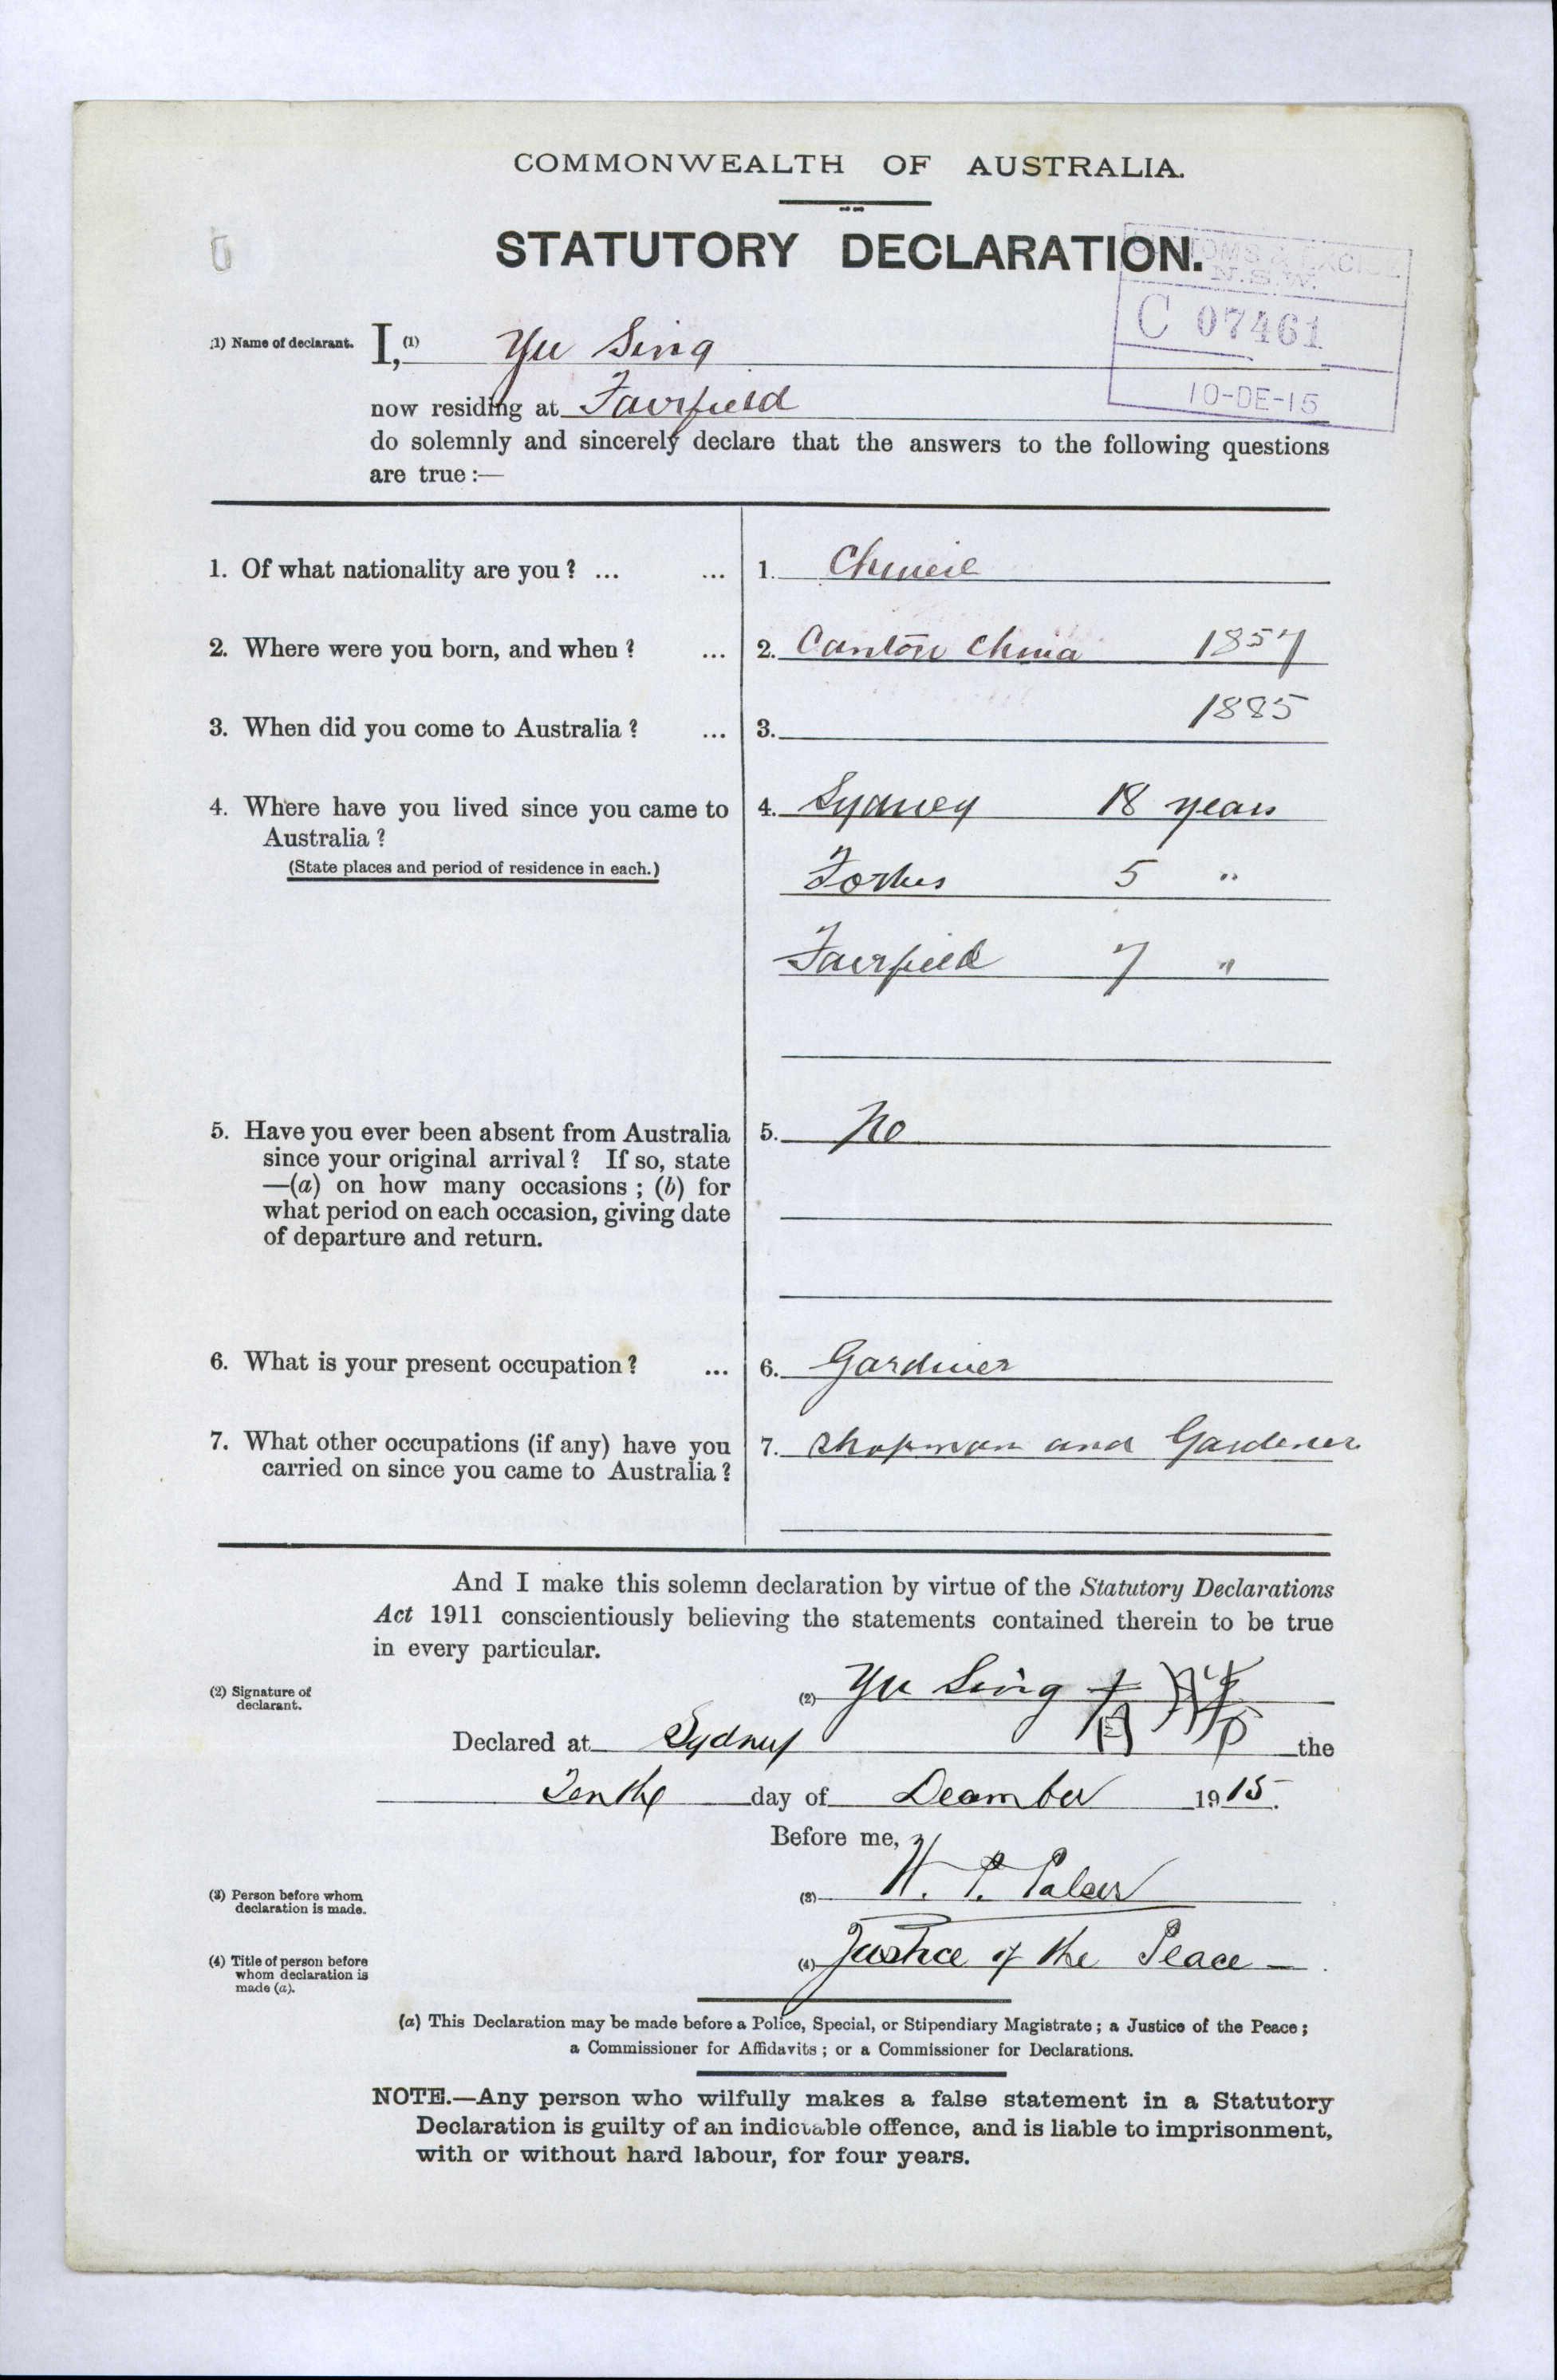 COMMONWEALTH OF AUSTRALIA.
STATUTORY DECLARATION.
CUSTOMS & EXCISE
N.S.W.
C 07461
10-DE-15
(1) Name of declarant. I, (1) Yu Sing
now residing at Fairfield
do solemnly and sincerely declare that the answers to the following questions
are true :—
1. Of what nationality are you ? ... ... 1. Chinese
2. Where were you born, and when ? ... 2. Canton China 1857
3. When did you come to Australia ? ... 3. 1885
4. Where have you lived since you came to 4. Sydney 18 years
Australia ?
(State places and period of residence in each.) Forbes 5 "
Fairfield 7 "
5. Have you ever been absent from Australia 5. No
since your original arrival ? If so, state
—(a) on how many occasions ; (b) for
what period on each occasion, giving date
of departure and return.
6. What is your present occupation ? ... 6. Gardiner
7. What other occupations (if any) have you 7. Shopman and Gardener
carried on since you came to Australia ?
And I make this solemn declaration by virtue of the Statutory Declarations
Act 1911 conscientiously believing the statements contained therein to be true
in every particular.
(2) Signature of declarant. (2) Yu Sing
Declared at Sydney the
Tenth day of December 1915.
Before me,
(3) Person before whom declaration is made. (3) W. P.
(4) Title of person before whom declaration is made (a). (4) Justice of the Peace —
(a) This Declaration may be made before a Police, Special, or Stipendiary Magistrate ; a Justice of the Peace ;
a Commissioner for Affidavits ; or a Commissioner for Declarations.
NOTE.—Any person who wilfully makes a false statement in a Statutory
Declaration is guilty of an indictable offence, and is liable to imprisonment,
with or without hard labour, for four years.